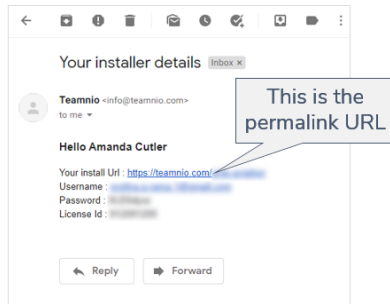 Your installer details Inbox x
Teamnio <info@teamnio.com>
to me
This is the
permalink URL
Hello Amanda Cutler
Your install Url : https://teamnio.com/
Username :
Password :
License Id :
Reply Forward